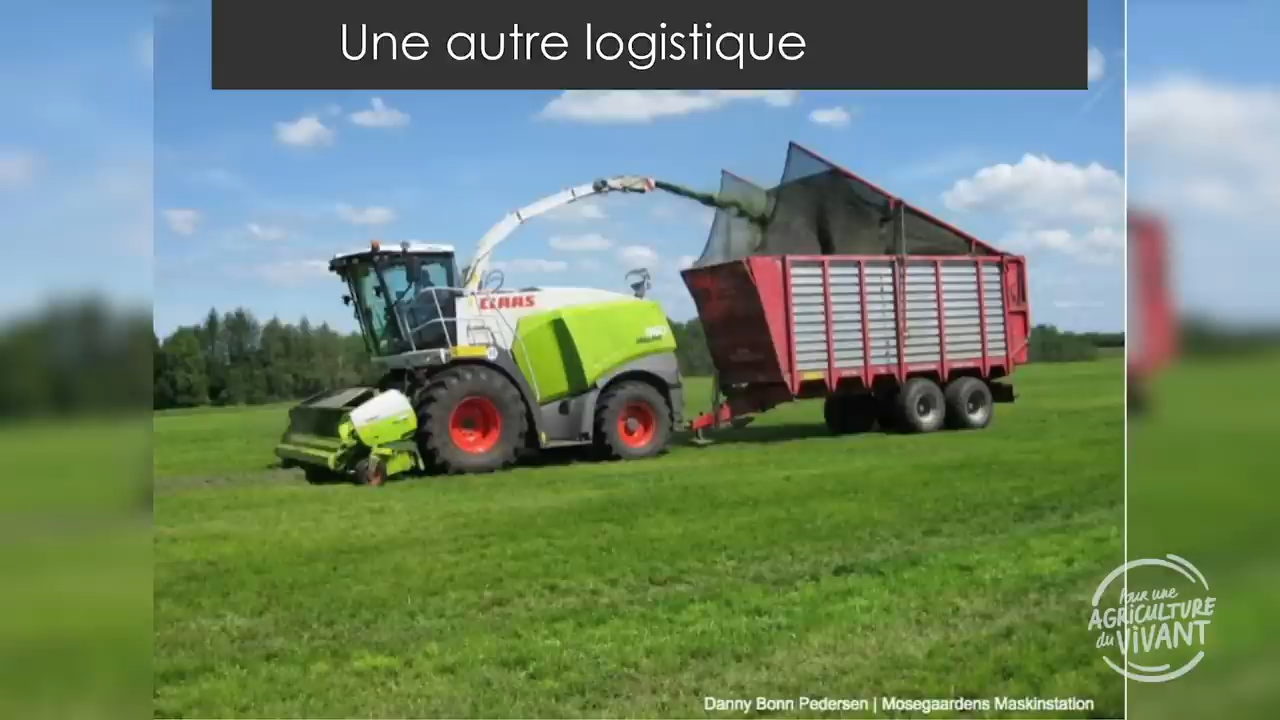 Une autre logistique
CLAAS
Pour une
AGRiCULTURE
du ViVANT
Danny Bonn Pedersen | Mosegaardens Maskinstation